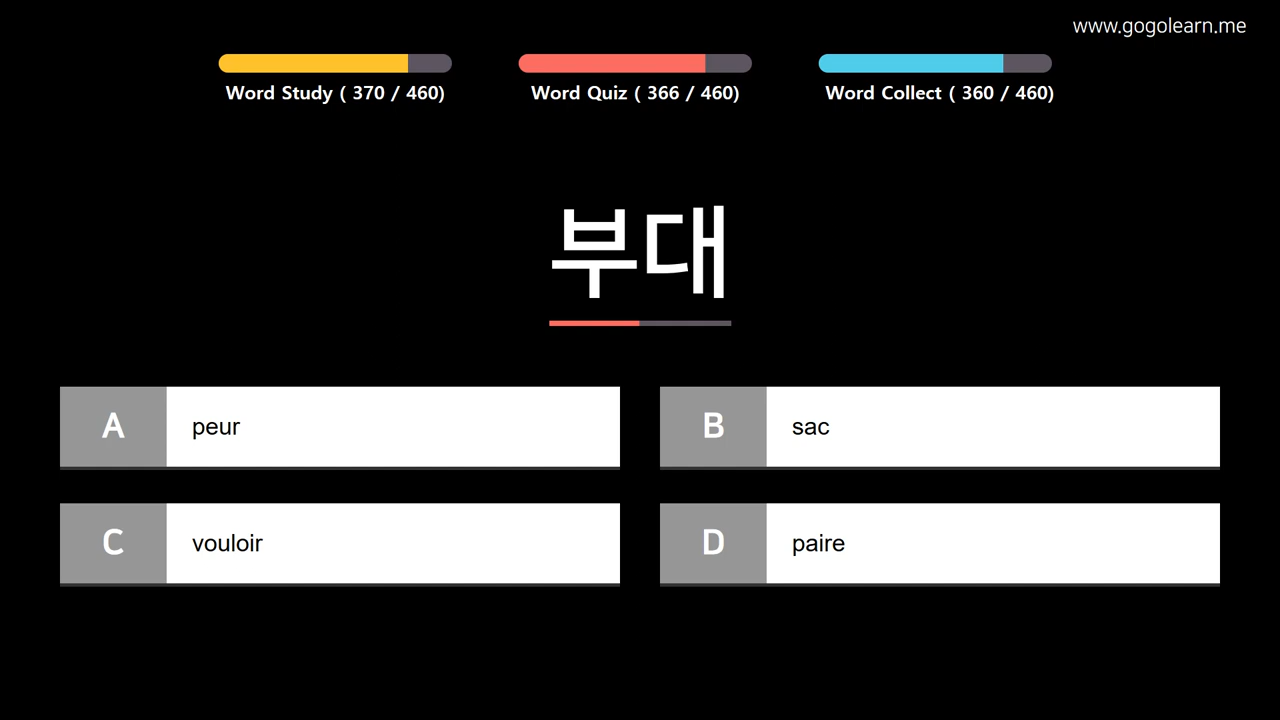 www.gogolearn.me
Word Study ( 370 / 460)
Word Quiz ( 366 / 460)
Word Collect ( 360 / 460)
부대
A peur
B sac
C vouloir
D paire